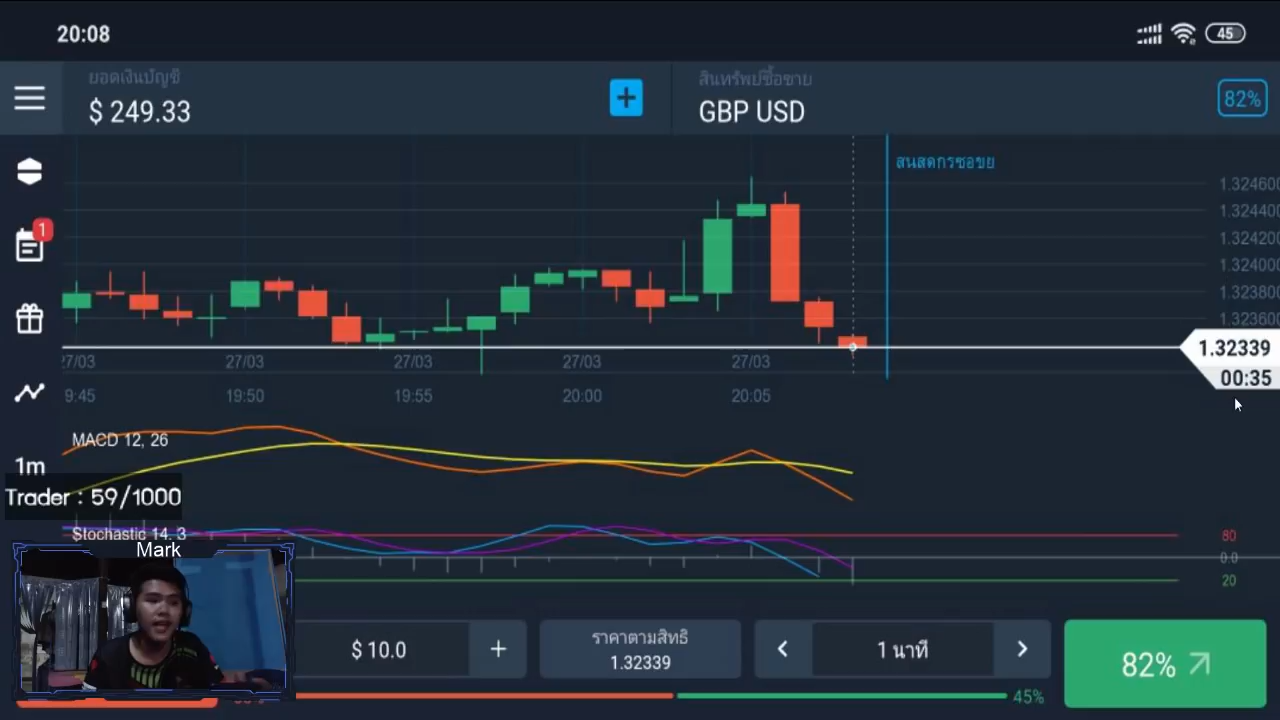 20:08
45
ยอดเงินบัญชี
$ 249.33
+
สินทรัพย์ซื้อขาย
GBP USD
82%
1
1.324600
1.324400
1.324200
1.324000
1.323800
1.323600
1.32339
00:35
27/03 27/03 27/03 27/03
9:45 19:50 19:55 20:00 20:05
MACD 12, 26
1m
Trader : 59/1000
Stochastic 14, 3
80
0.0
20
Mark
$ 10.0
+
ราคาตามสิทธิ
1.32339
1 นาที
82%
45%